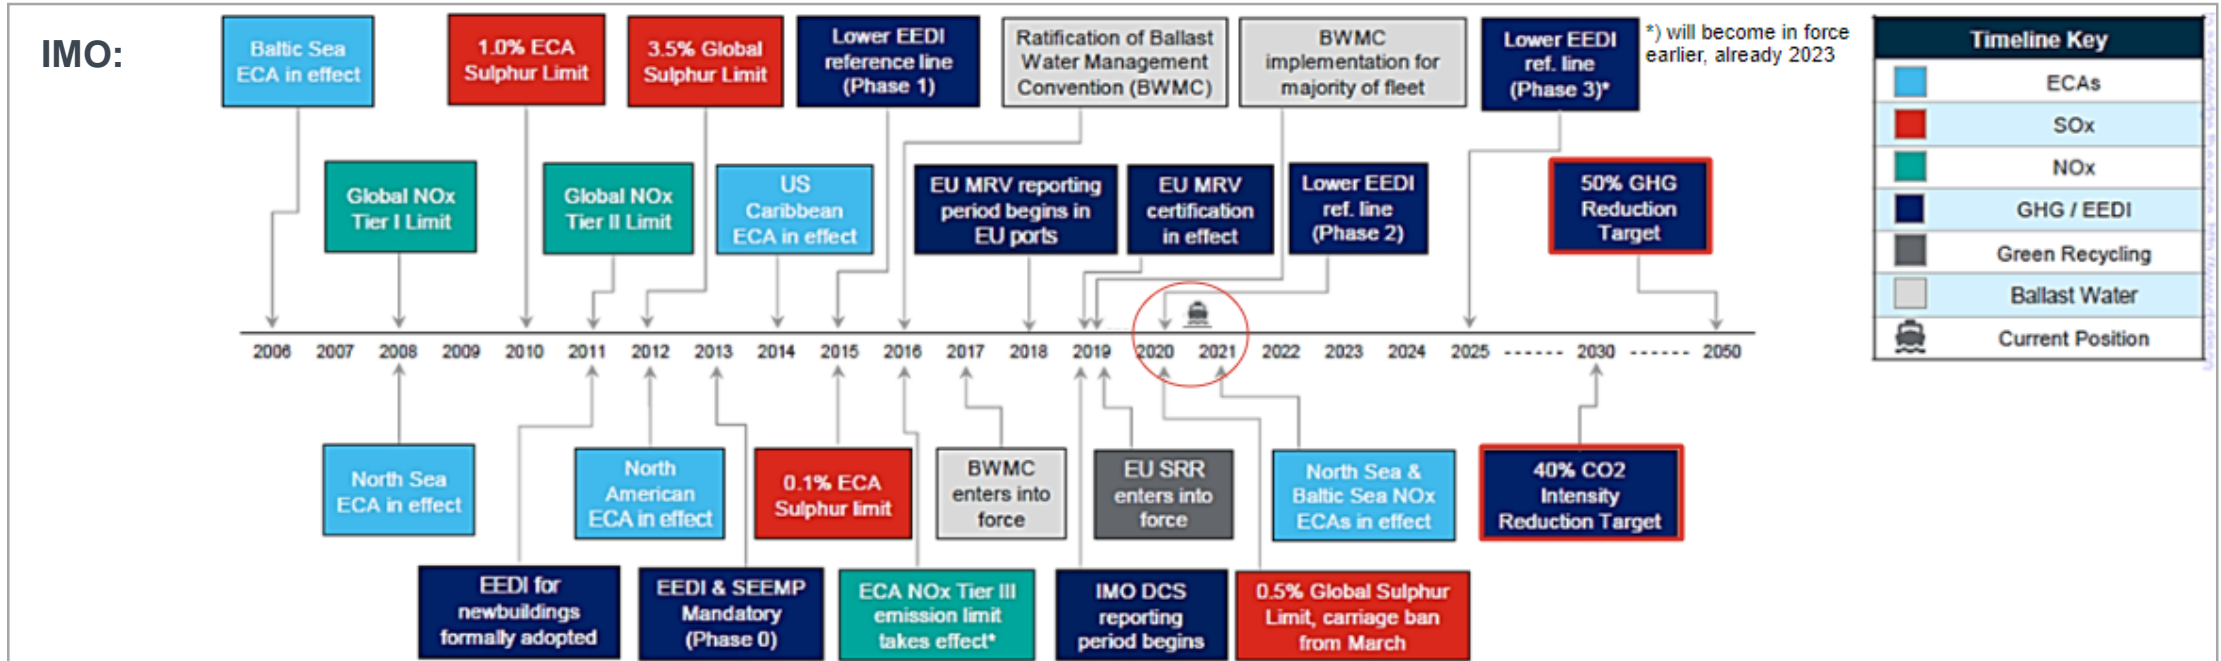 IMO:
Baltic Sea
ECA in effect
1.0% ECA
Sulphur Limit
3.5% Global
Sulphur Limit
Lower EEDI
reference line
(Phase 1)
Ratification of Ballast
Water Management
Convention (BWMC)
BWMC
implementation for
majority of fleet
Lower EEDI
ref. line
(Phase 3)*
*) will become in force
earlier, already 2023
Global NOx
Tier I Limit
Global NOx
Tier II Limit
US
Caribbean
ECA in effect
EU MRV reporting
period begins in
EU ports
EU MRV
certification
in effect
Lower EEDI
ref. line
(Phase 2)
50% GHG
Reduction
Target
2006 2007 2008 2009 2010 2011 2012 2013 2014 2015 2016 2017 2018 2019 2020 2021 2022 2023 2024 2025 ------ 2030 ------ 2050
North Sea
ECA in effect
North
American
ECA in effect
0.1% ECA
Sulphur limit
BWMC
enters into
force
EU SRR
enters into
force
North Sea &
Baltic Sea NOx
ECAs in effect
40% CO2
Intensity
Reduction Target
EEDI for
newbuildings
formally adopted
EEDI & SEEMP
Mandatory
(Phase 0)
ECA NOx Tier III
emission limit
takes effect*
IMO DCS
reporting
period begins
0.5% Global Sulphur
Limit, carriage ban
from March
Timeline Key
ECAs
SOx
NOx
GHG / EEDI
Green Recycling
Ballast Water
Current Position